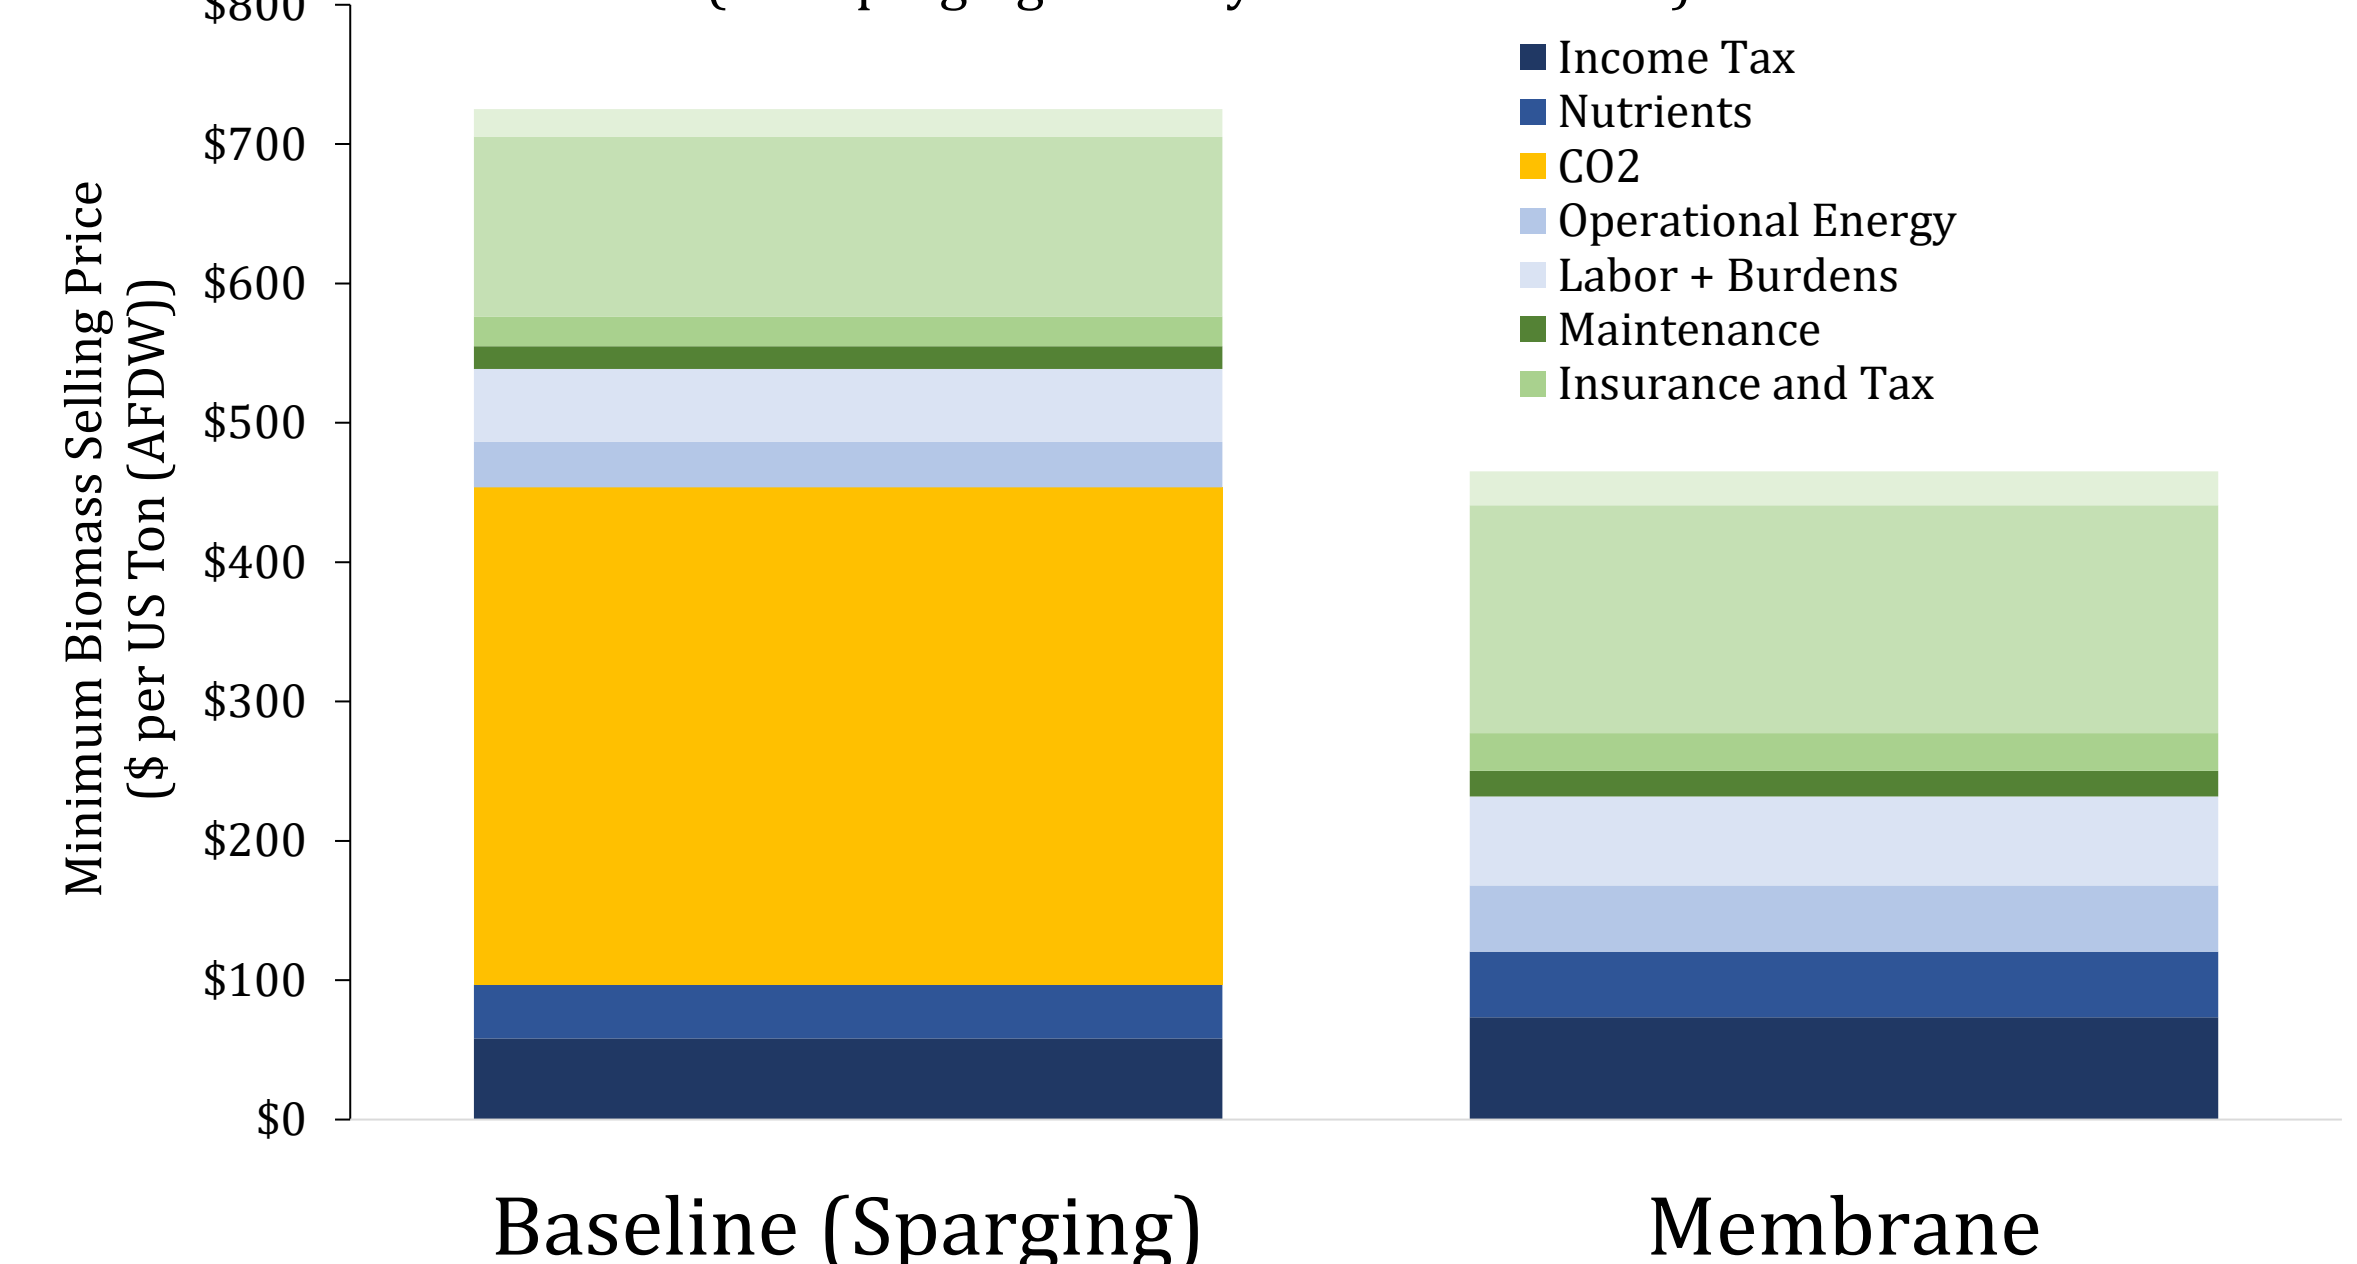 $800
Income Tax
Nutrients
CO2
Operational Energy
Labor + Burdens
Maintenance
Insurance and Tax
$700
$600
$500
$400
$300
$200
$100
$0
Minimum Biomass Selling Price
($ per US Ton (AFDW))
Baseline (Sparging)
Membrane